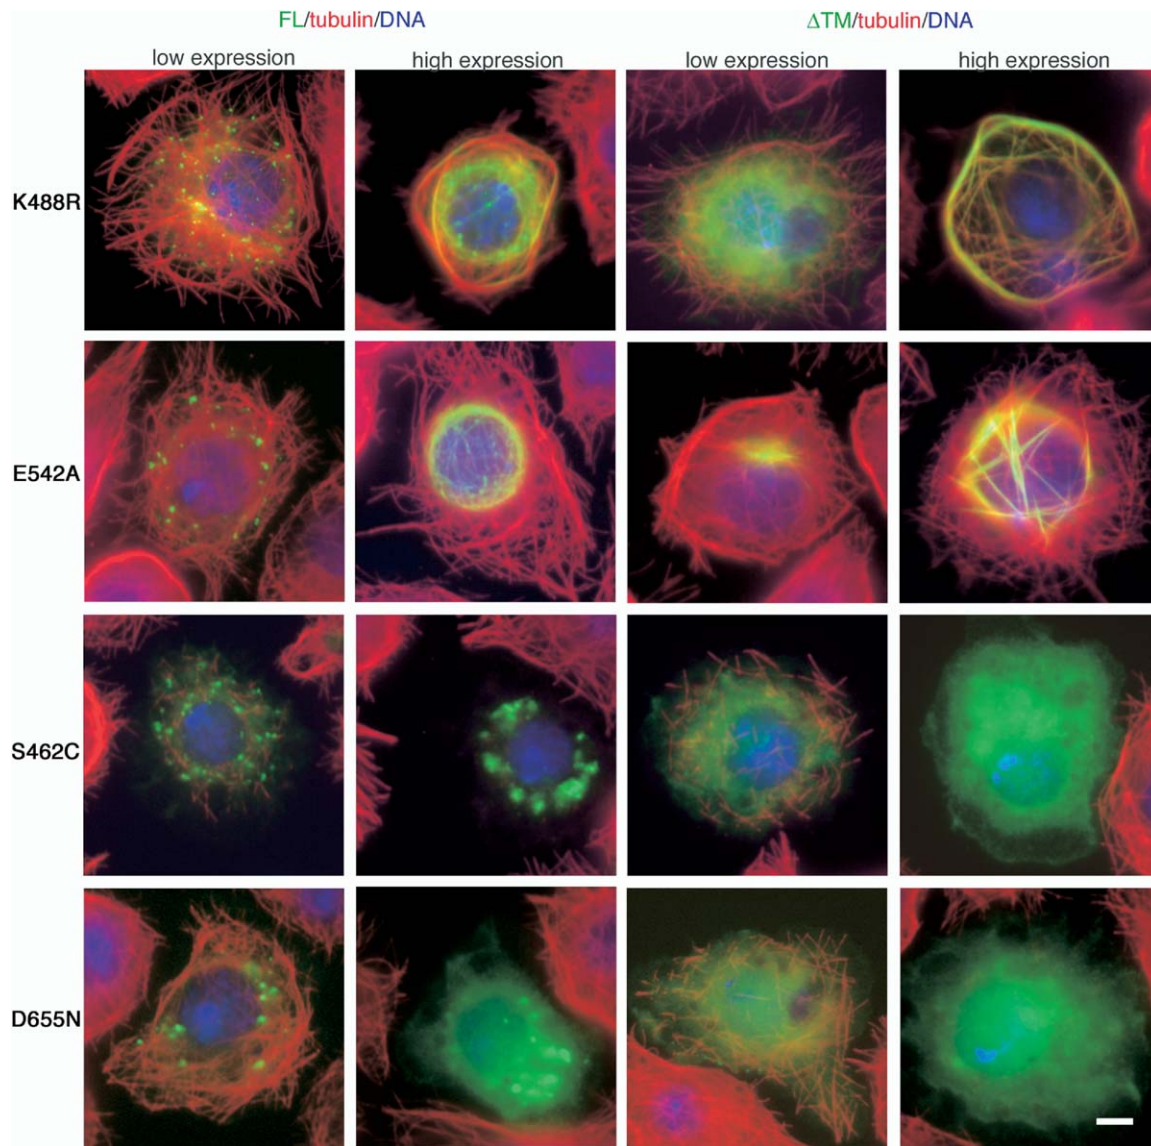 FL/tubulin/DNA
ΔTM/tubulin/DNA
low expression
high expression
low expression
high expression
K488R
E542A
S462C
D655N